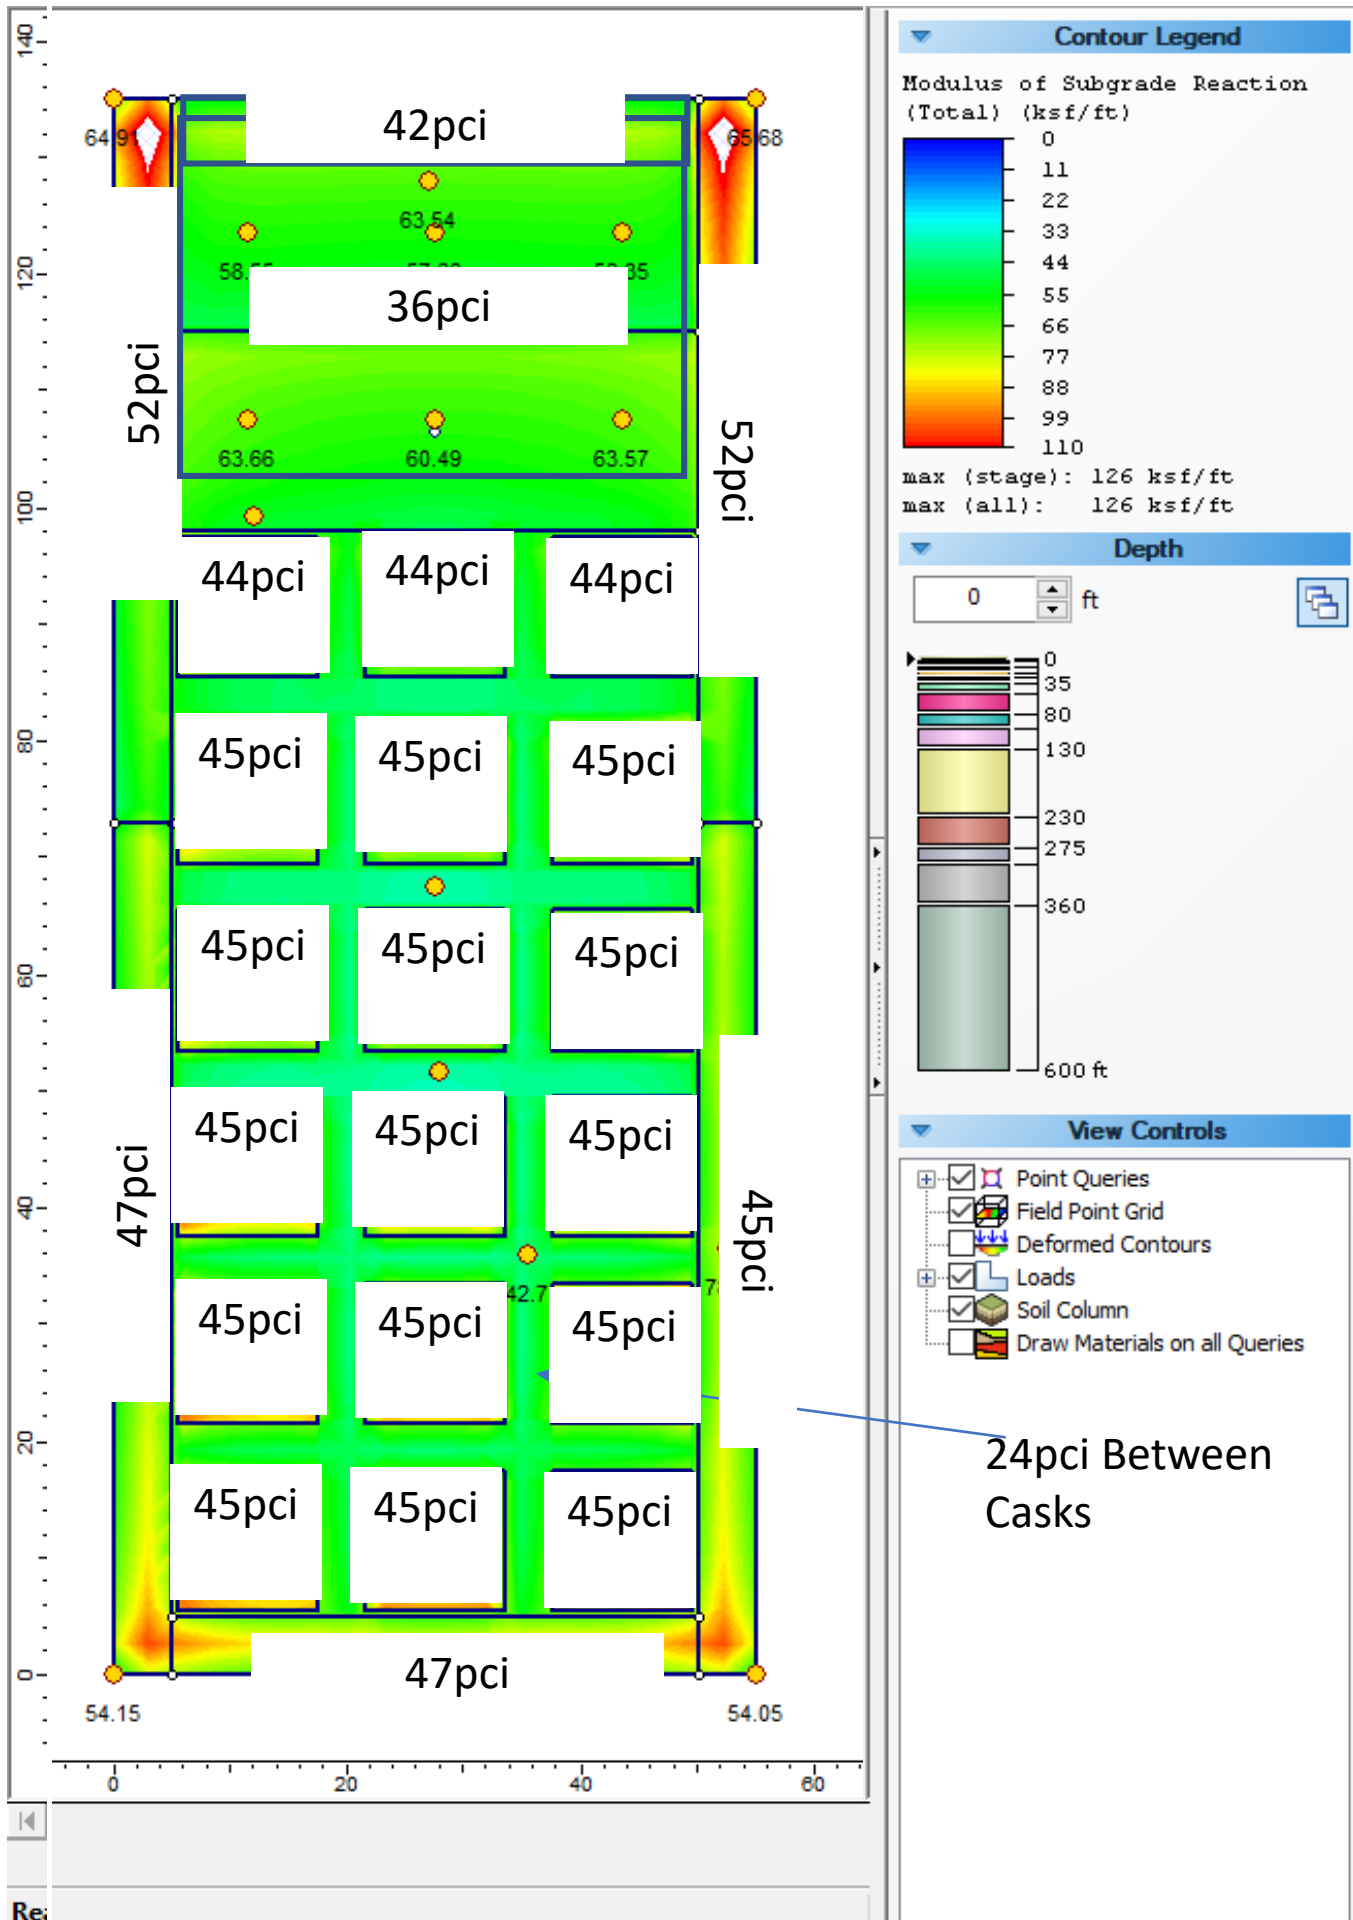 140
120
100
80
60
40
20
0
0
20
40
60
42pci
64.91
65.68
63.54
36pci
52pci
52pci
63.66
60.49
63.57
44pci
44pci
44pci
45pci
45pci
45pci
45pci
45pci
45pci
45pci
45pci
45pci
47pci
45pci
42.7
45pci
45pci
45pci
45pci
45pci
45pci
47pci
54.15
54.05
24pci Between
Casks
Contour Legend
Modulus of Subgrade Reaction
(Total) (ksf/ft)
0
11
22
33
44
55
66
77
88
99
110
max (stage): 126 ksf/ft
max (all): 126 ksf/ft
Depth
0 ft
0
35
80
130
230
275
360
600 ft
View Controls
Point Queries
Field Point Grid
Deformed Contours
Loads
Soil Column
Draw Materials on all Queries